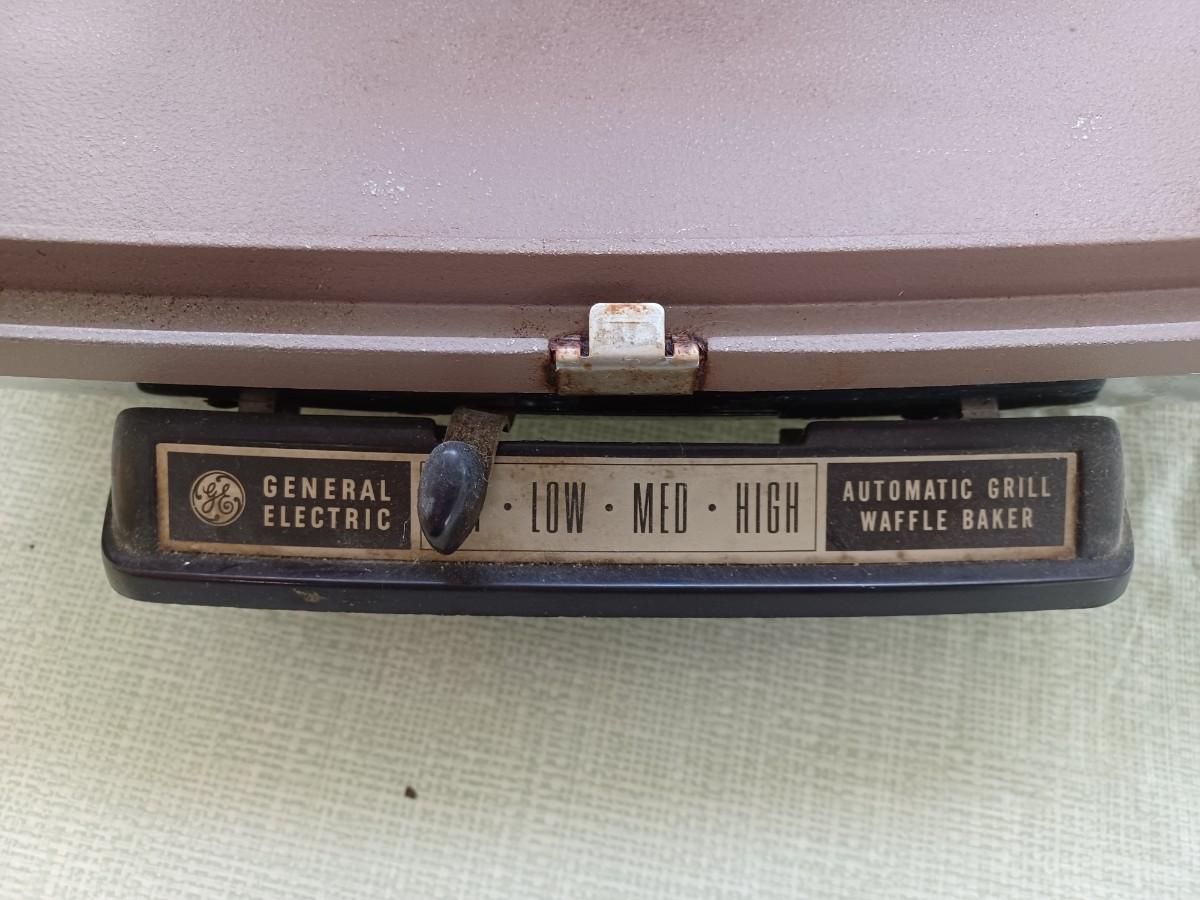 GE
GENERAL
ELECTRIC
· LOW · MED · HIGH
AUTOMATIC GRILL
WAFFLE BAKER